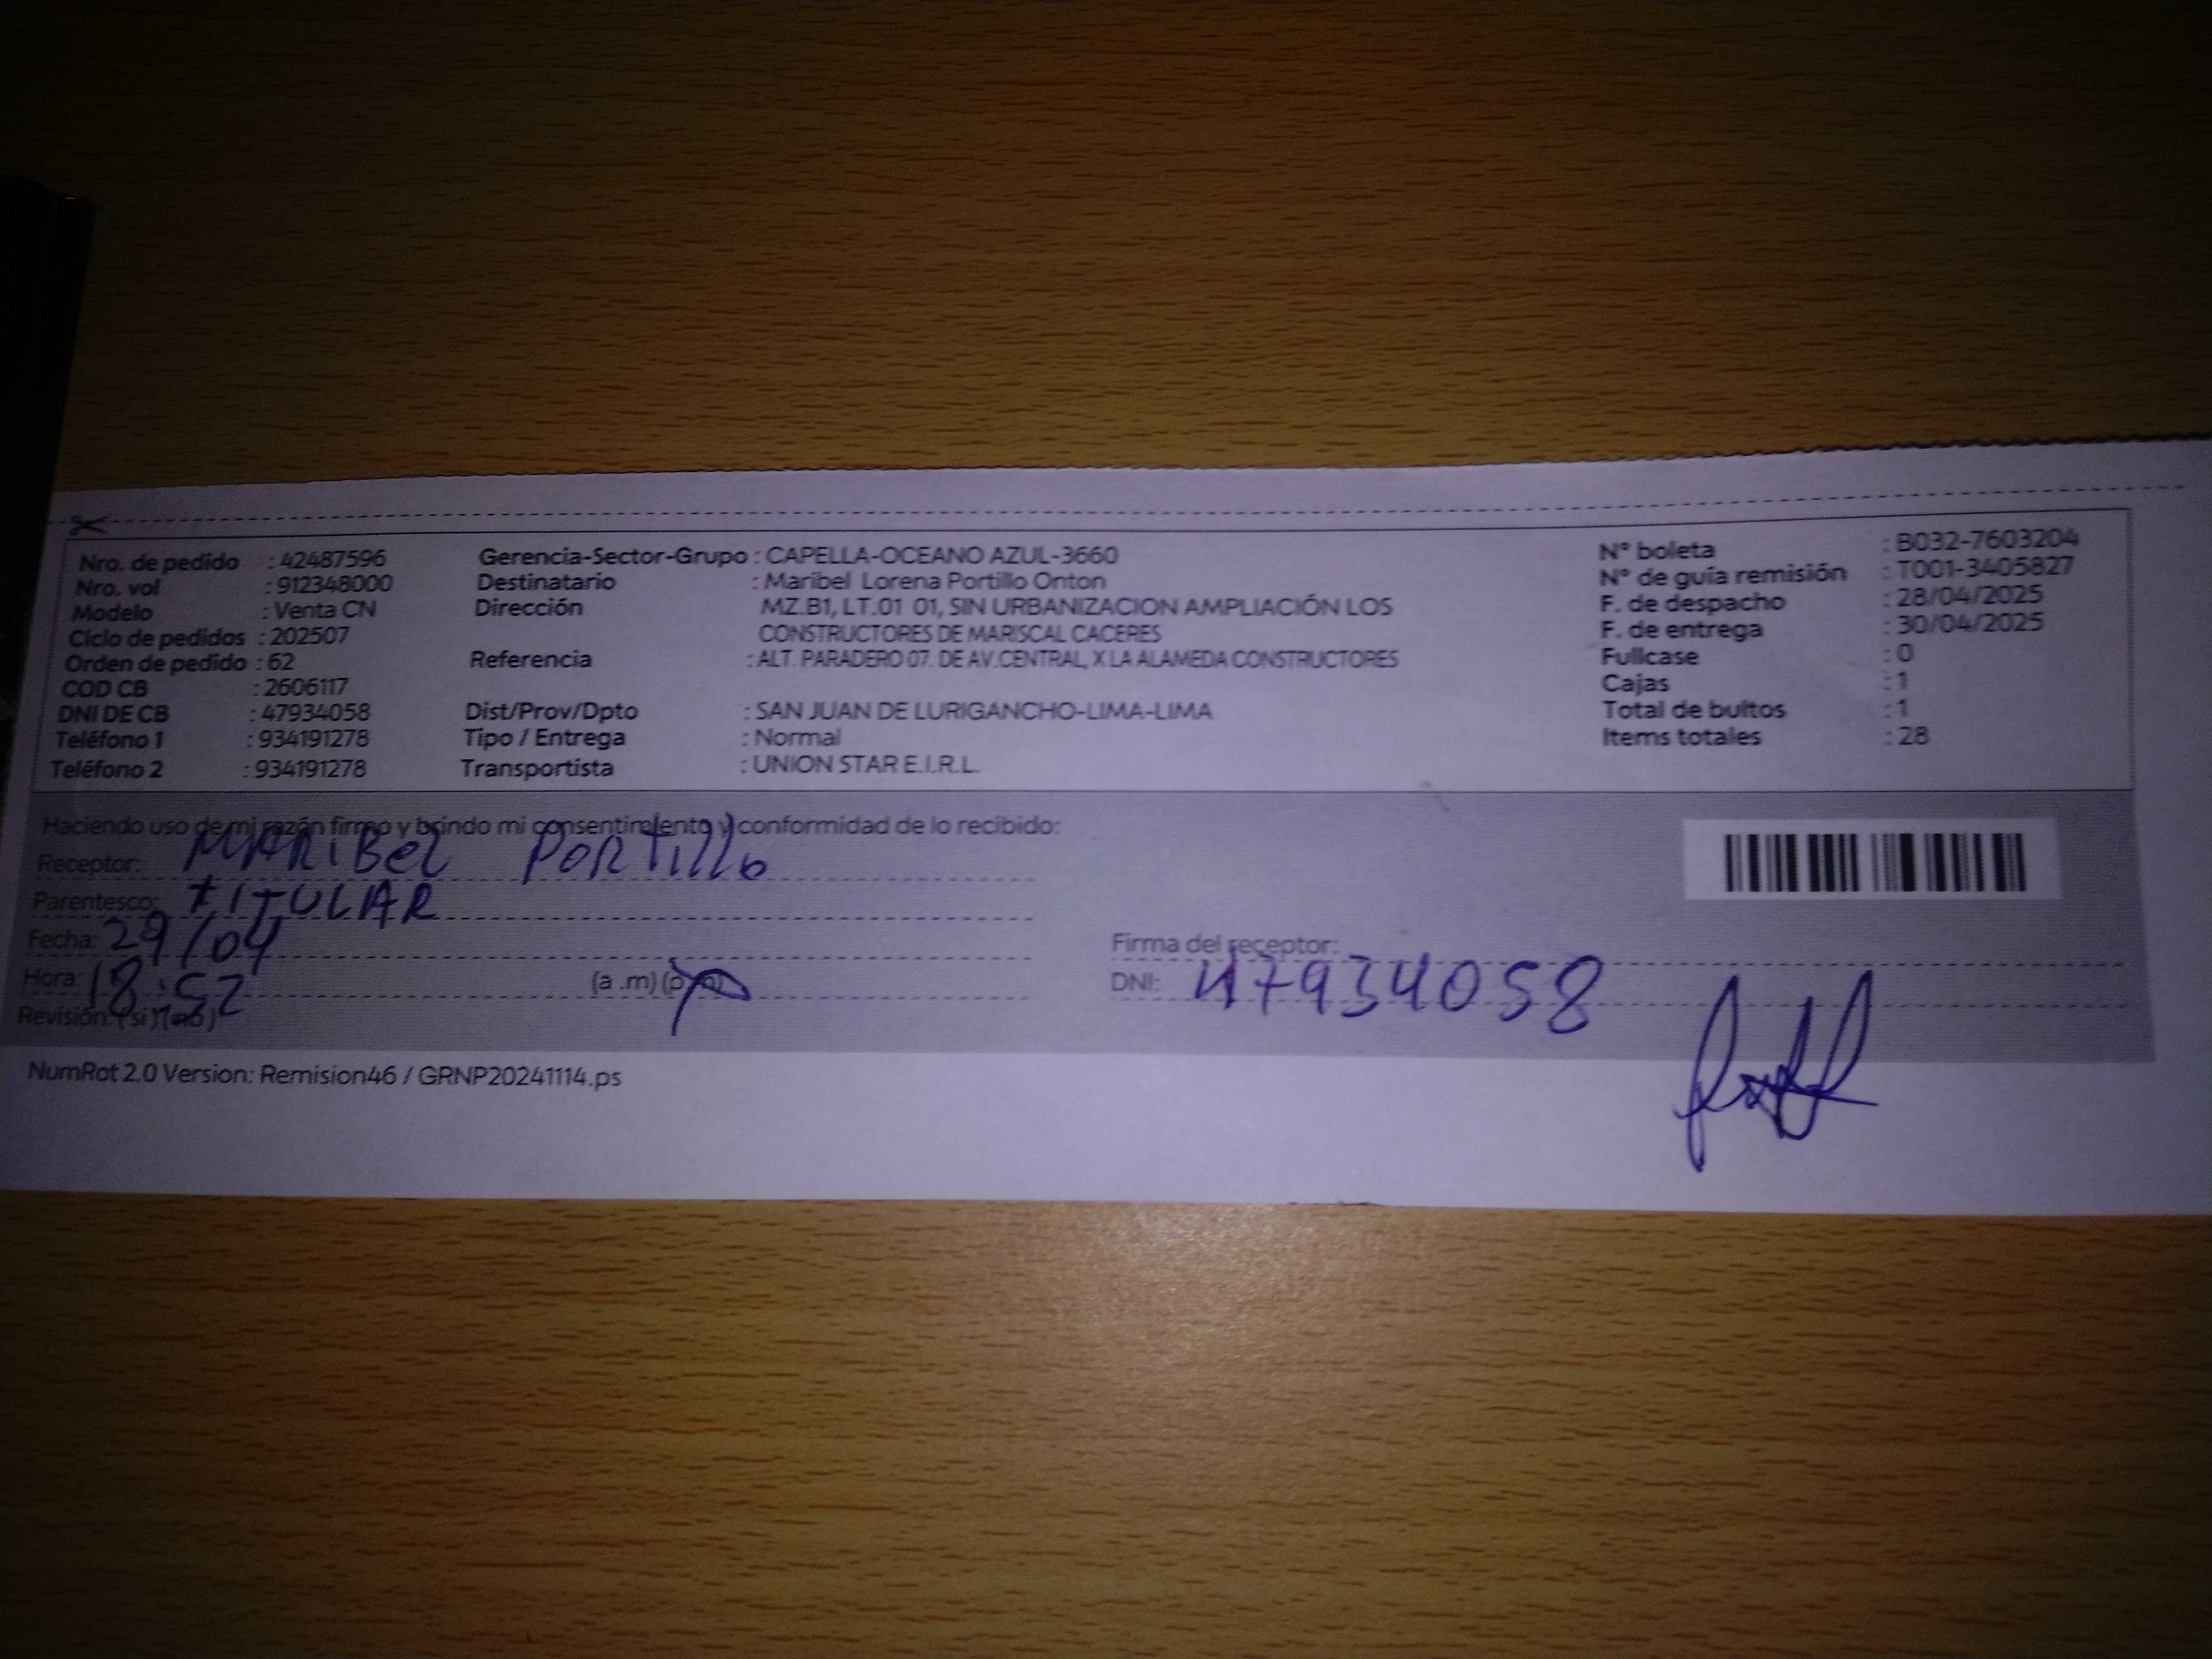 Nro. de pedido : 42487596
Nro. vol : 912348000
Modelo : Venta CN
Ciclo de pedidos : 202507
Orden de pedido : 62
COD CB : 2606117
DNI DE CB : 47934058
Teléfono 1 : 934191278
Teléfono 2 : 934191278
Gerencia-Sector-Grupo : CAPELLA-OCEANO AZUL-3660
Destinatario : Maribel Lorena Portillo Onton
Dirección MZ.B1, LT.01 01, SIN URBANIZACION AMPLIACIÓN LOS
CONSTRUCTORES DE MARISCAL CACERES
Referencia : ALT. PARADERO 07. DE AV.CENTRAL, X LA ALAMEDA CONSTRUCTORES
Dist/Prov/Dpto : SAN JUAN DE LURIGANCHO-LIMA-LIMA
Tipo / Entrega : Normal
Transportista : UNION STAR E.I.R.L.
N° boleta : B032-7603204
N° de guía remisión : T001-3405827
F. de despacho : 28/04/2025
F. de entrega : 30/04/2025
Fullcase : 0
Cajas : 1
Total de bultos : 1
Items totales : 28
Haciendo uso de mi razón firmo y brindo mi consentimiento y conformidad de lo recibido:
Receptor: MARiBel PORTillo
Parentesco: TITULAR
Fecha: 29/04
Hora: 18:52 (a .m) (p.m)
Revisión: (si) (no)
Firma del receptor:
DNI: 47934058
NumRot 2.0 Version: Remision46 / GRNP20241114.ps